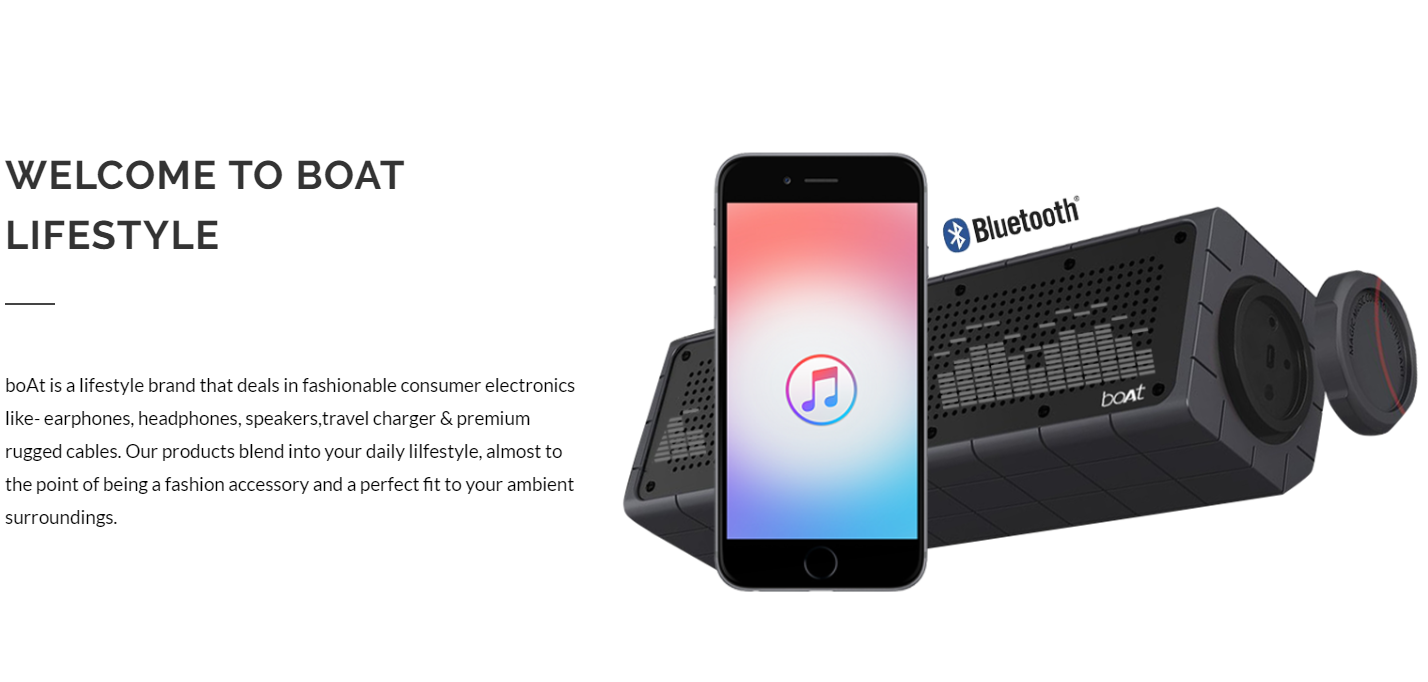 WELCOME TO BOAT
LIFESTYLE
boAt is a lifestyle brand that deals in fashionable consumer electronics
like- earphones, headphones, speakers,travel charger & premium
rugged cables. Our products blend into your daily lilfestyle, almost to
the point of being a fashion accessory and a perfect fit to your ambient
surroundings.
Bluetooth®
boAt